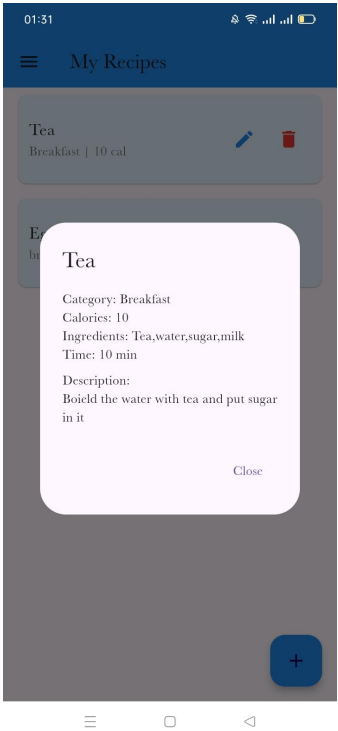 01:31
My Recipes
Tea
Breakfast | 10 cal
Tea
Category: Breakfast
Calories: 10
Ingredients: Tea,water,sugar,milk
Time: 10 min
Description:
Boield the water with tea and put sugar
in it
Close